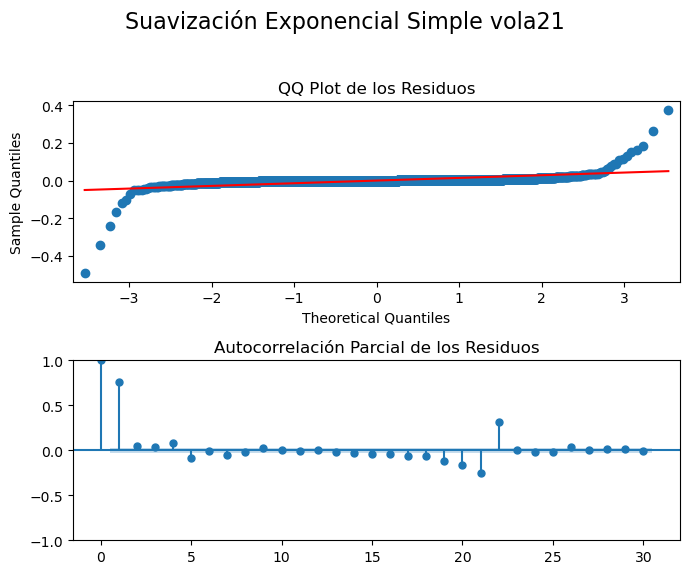 Suavización Exponencial Simple vola21
QQ Plot de los Residuos
0.4
0.2
0.0
−0.2
−0.4
Sample Quantiles
−3 −2 −1 0 1 2 3
Theoretical Quantiles
Autocorrelación Parcial de los Residuos
1.0
0.5
0.0
−0.5
−1.0
0 5 10 15 20 25 30